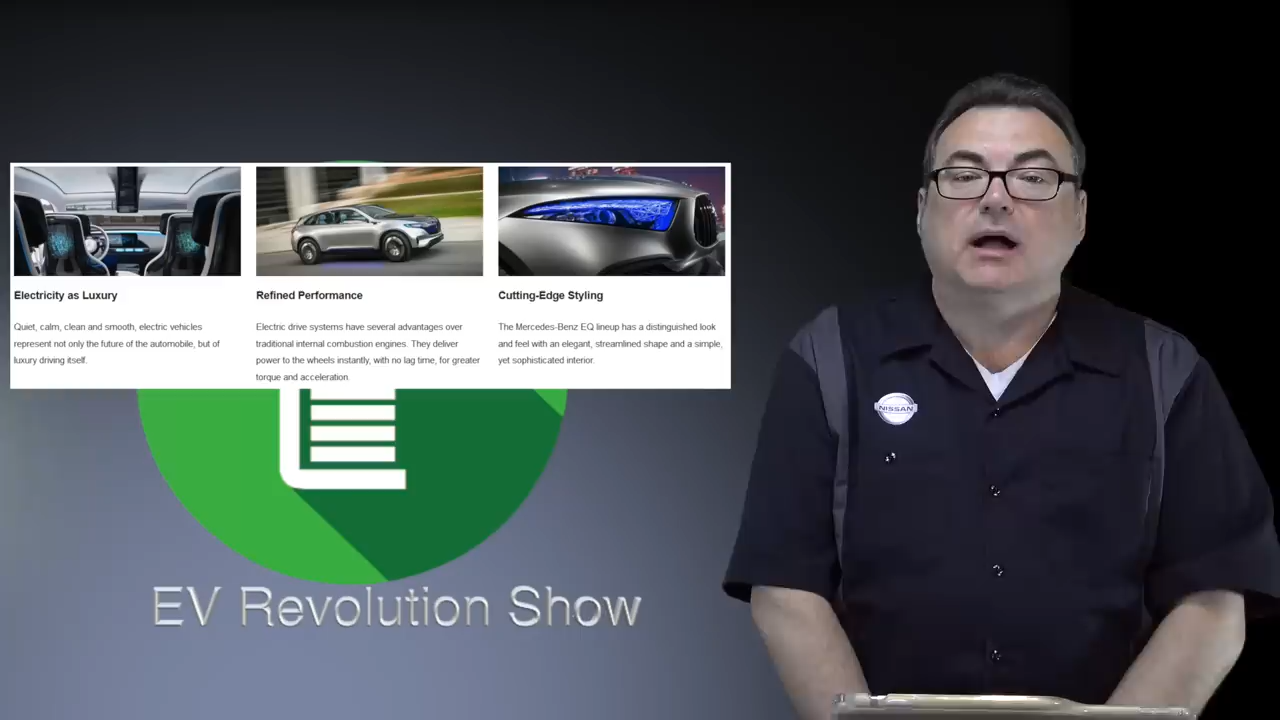 Electricity as Luxury
Quiet, calm, clean and smooth, electric vehicles
represent not only the future of the automobile, but of
luxury driving itself.
Refined Performance
Electric drive systems have several advantages over
traditional internal combustion engines. They deliver
power to the wheels instantly, with no lag time, for greater
torque and acceleration.
Cutting-Edge Styling
The Mercedes-Benz EQ lineup has a distinguished look
and feel with an elegant, streamlined shape and a simple,
yet sophisticated interior.
NISSAN
EV Revolution Show